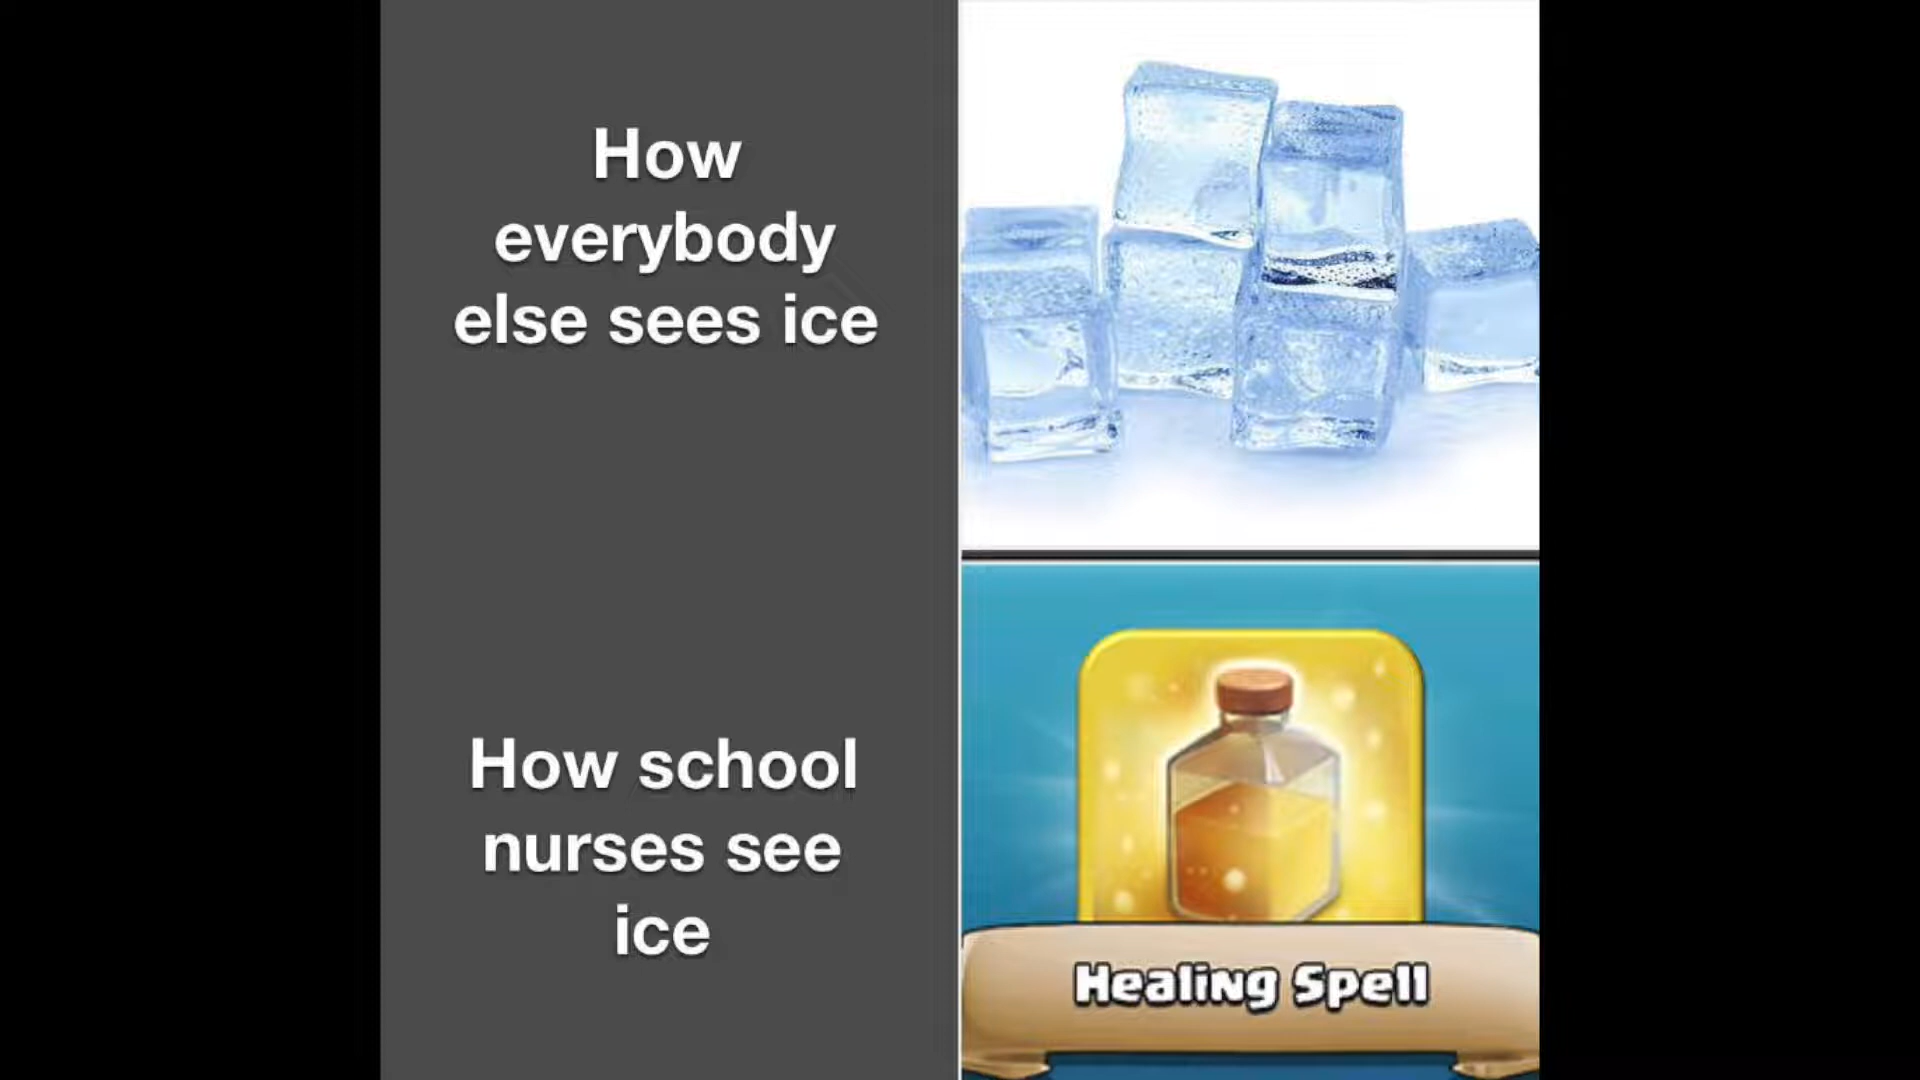 How
everybody
else sees ice
How school
nurses see
ice
Healing Spell